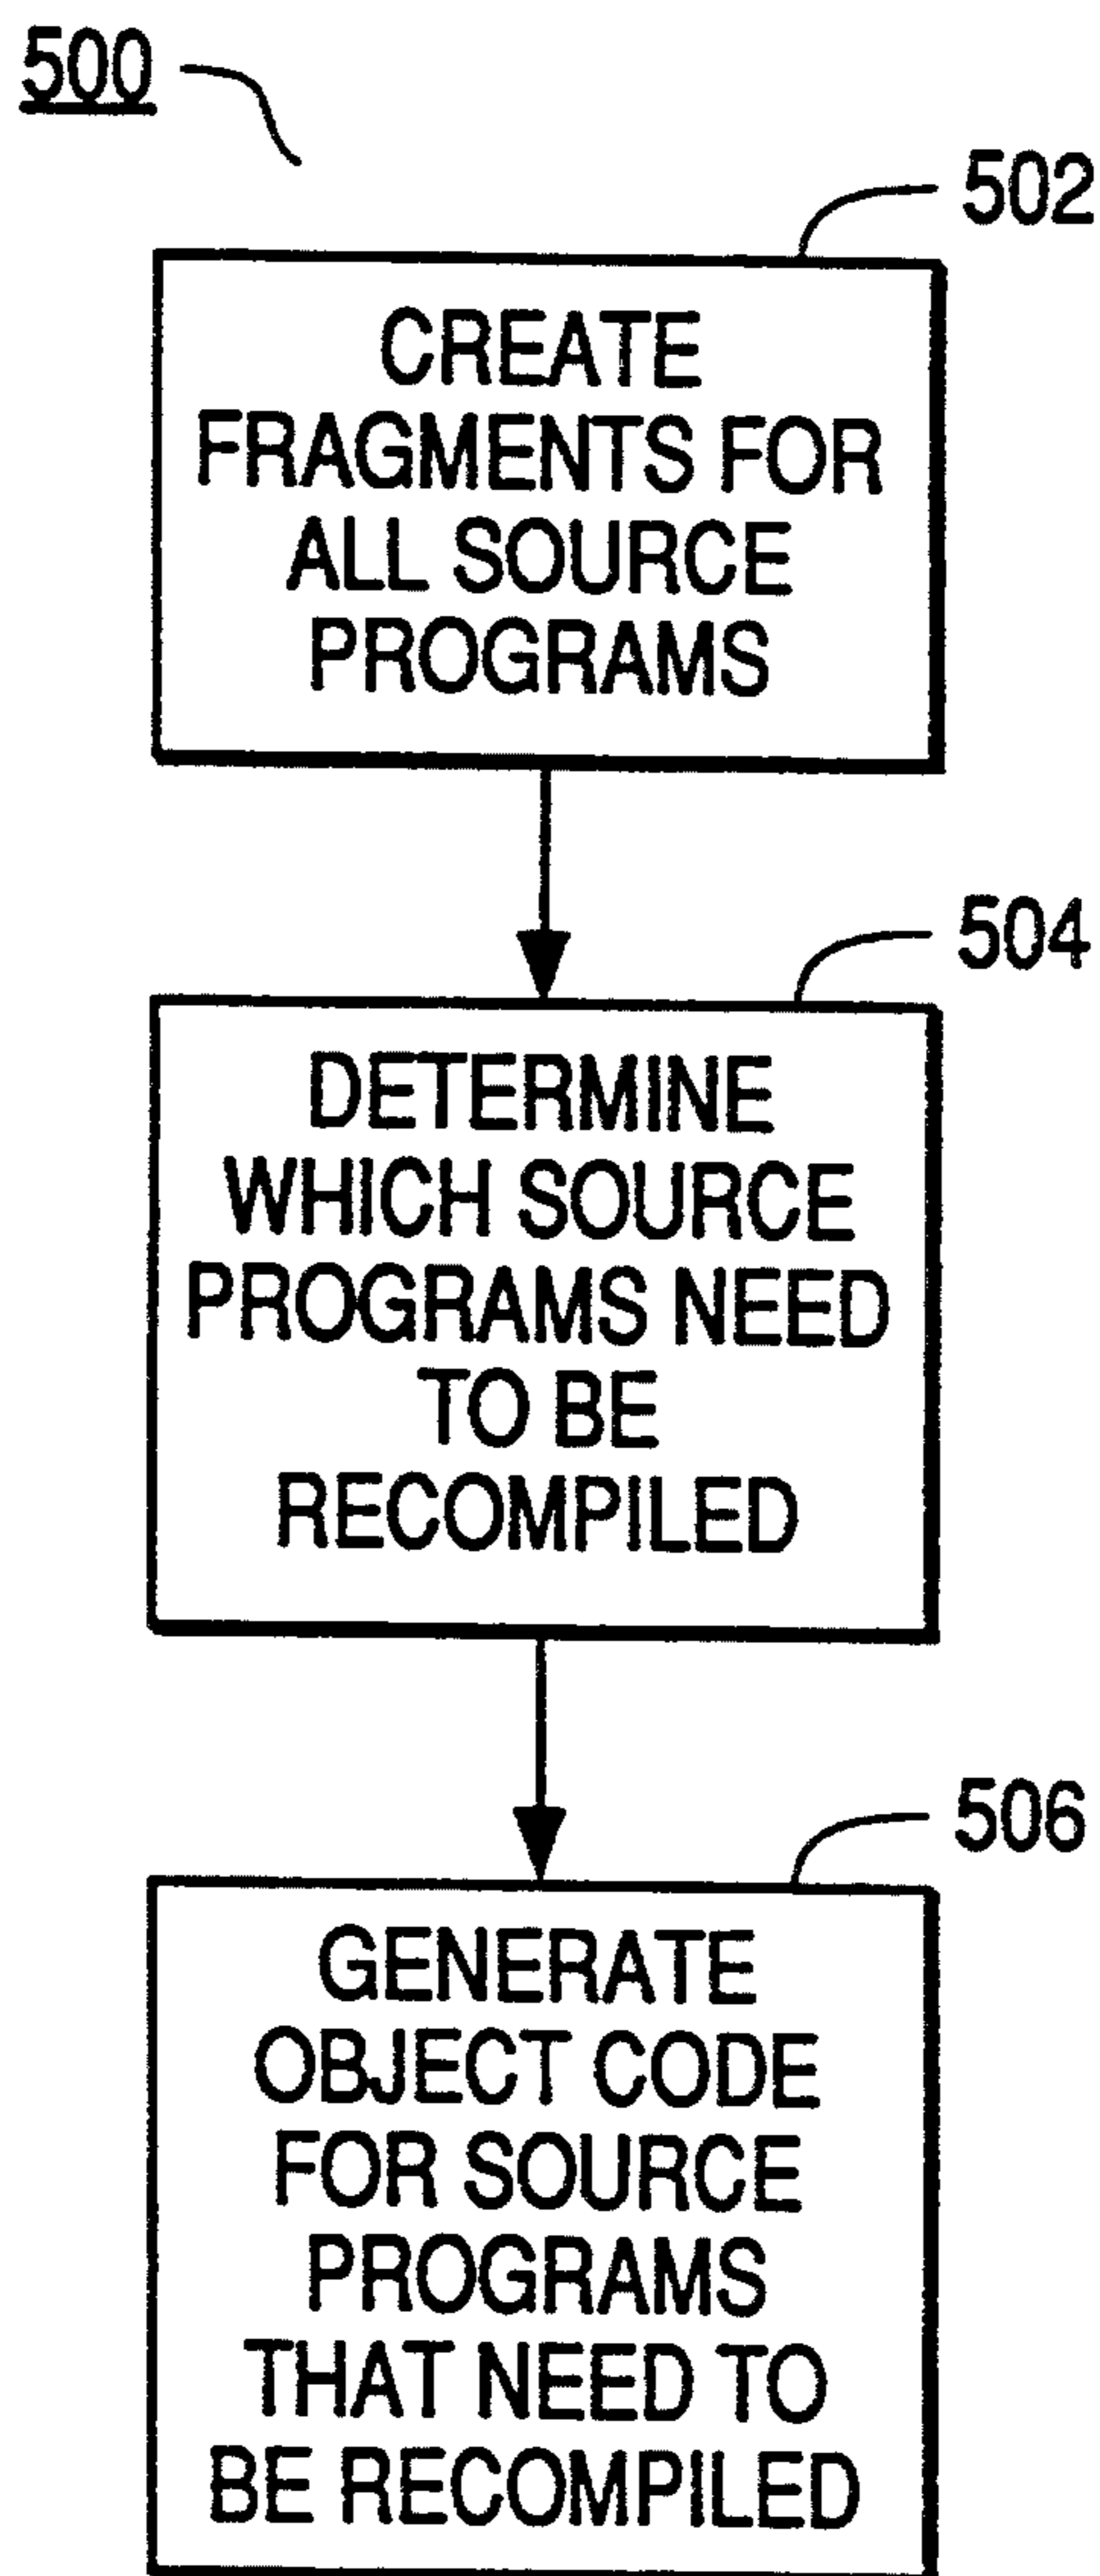 500
502
CREATE
FRAGMENTS FOR
ALL SOURCE
PROGRAMS
504
DETERMINE
WHICH SOURCE
PROGRAMS NEED
TO BE
RECOMPILED
506
GENERATE
OBJECT CODE
FOR SOURCE
PROGRAMS
THAT NEED TO
BE RECOMPILED